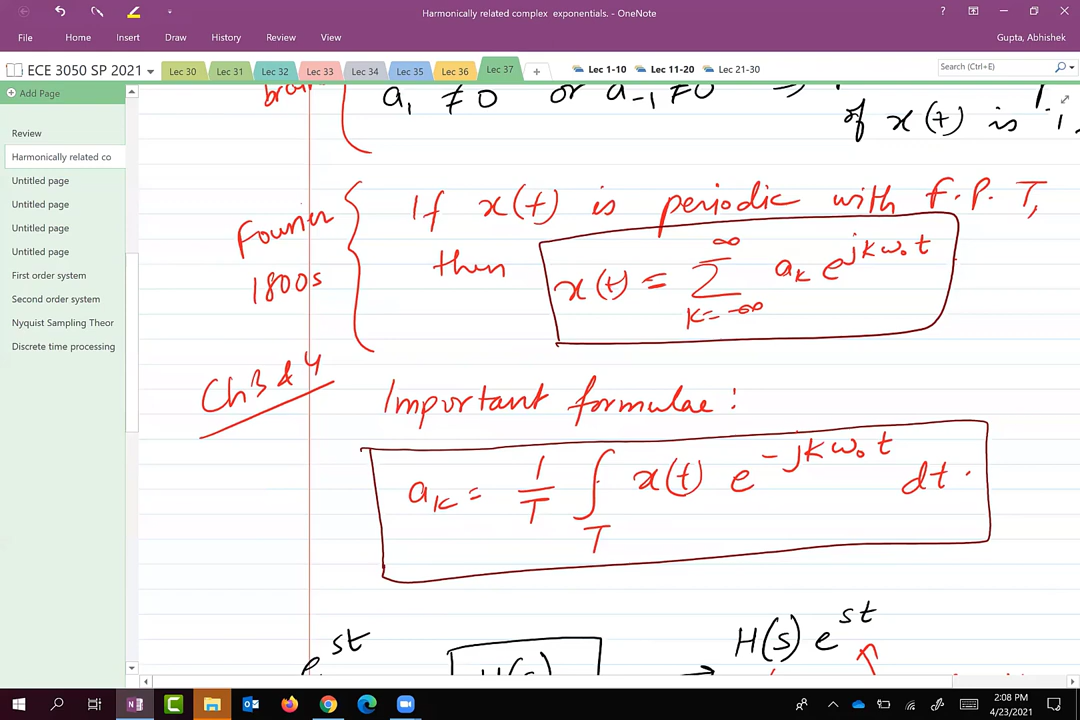 Harmonically related complex exponentials. - OneNote
?
File
Home
Insert
Draw
History
Review
View
Gupta, Abhishek
ECE 3050 SP 2021
Lec 30
Lec 31
Lec 32
Lec 33
Lec 34
Lec 35
Lec 36
Lec 37
+
Lec 1-10
Lec 11-20
Lec 21-30
Search (Ctrl+E)
Add Page
Review
Harmonically related co
Untitled page
Untitled page
Untitled page
Untitled page
First order system
Second order system
Nyquist Sampling Theor
Discrete time processing
a₁ ≠ 0 or a₋₁ ≠ 0 ⇒
of x(t) is
Fourier
1800s
If x(t) is periodic with F.P. T,
then x(t) = ∑_{k=-∞}^{∞} a_k e^{jkω₀t}
Ch 3 & 4
Important formulae :
a_k = 1/T ∫_T x(t) e^{-jkω₀t} dt.
e^{st} H(s) → H(s) e^{st}
2:08 PM
4/23/2021